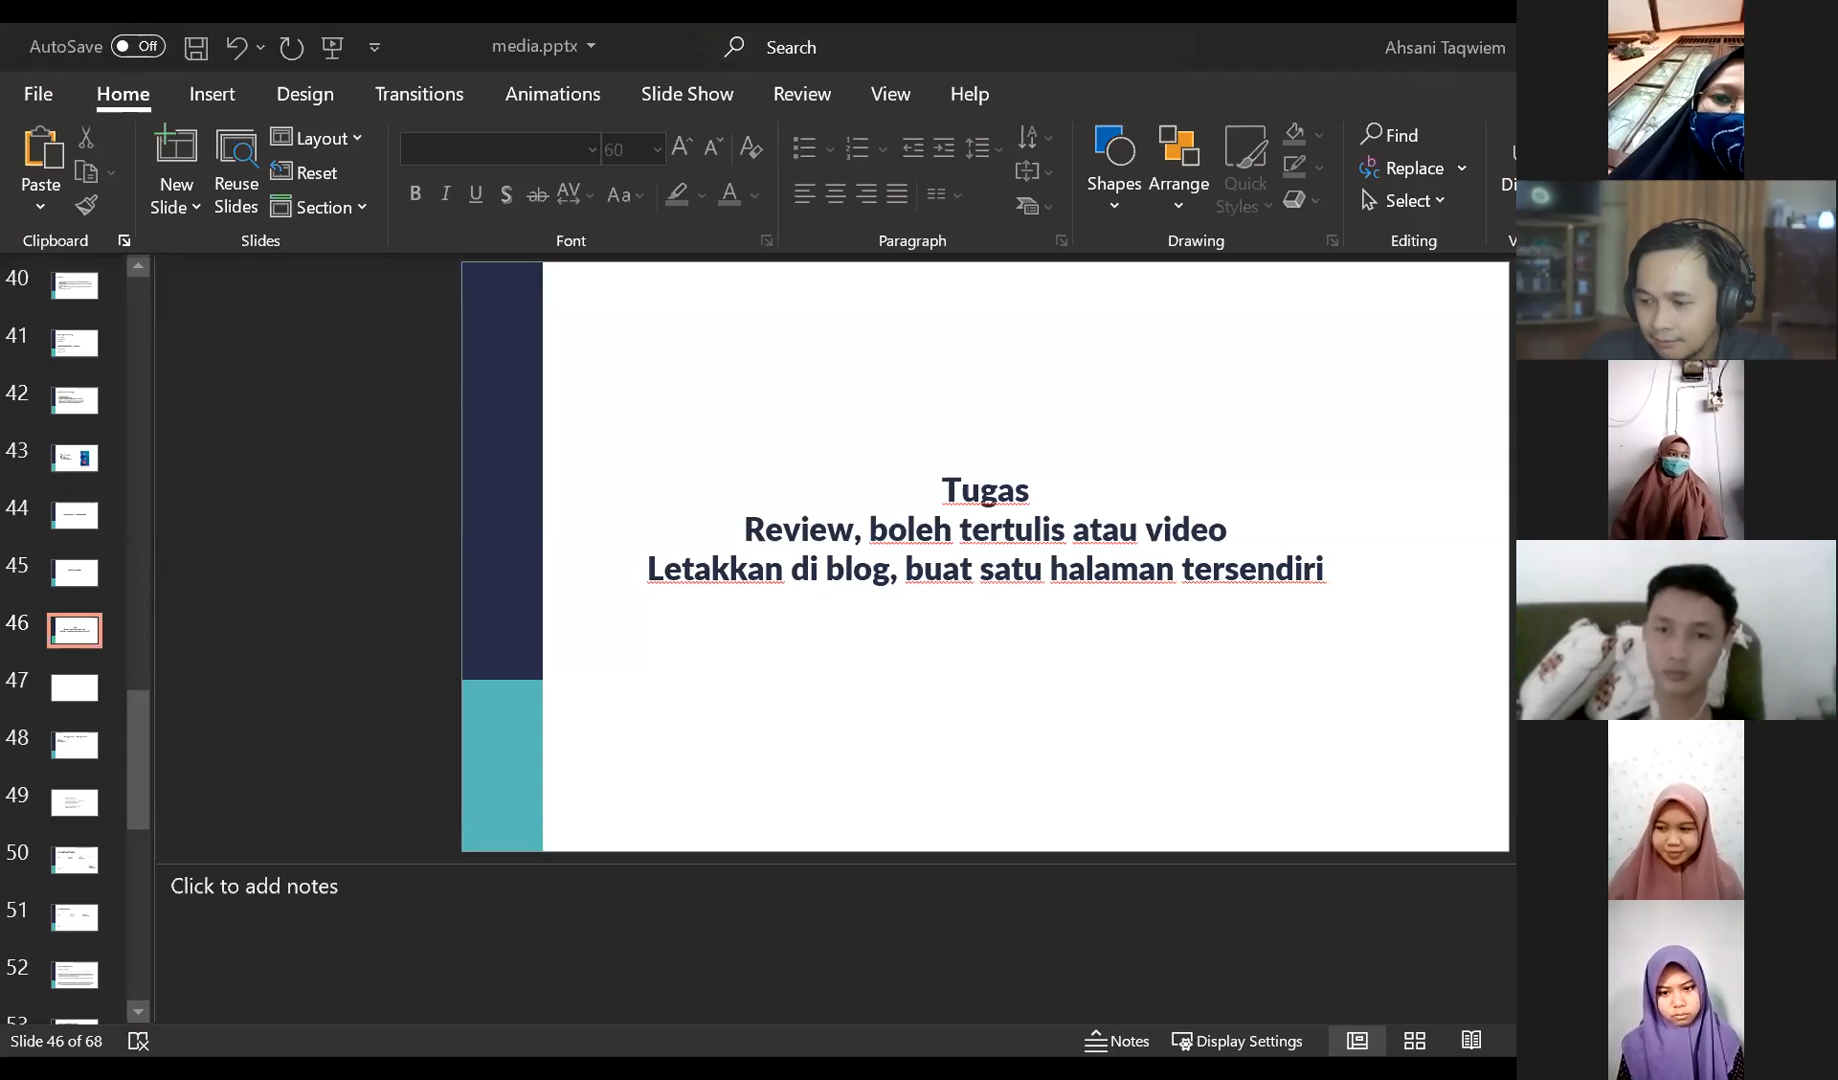 AutoSave Off media.pptx Search Ahsani Taqwiem
File Home Insert Design Transitions Animations Slide Show Review View Help
Paste
Clipboard
New Slide
Reuse Slides
Layout
Reset
Section
Slides
60
Font
Paragraph
Shapes
Arrange
Quick Styles
Drawing
Find
Replace
Select
Editing
40
41
42
43
44
45
46
47
48
49
50
51
52
53
Tugas
Review, boleh tertulis atau video
Letakkan di blog, buat satu halaman tersendiri
Click to add notes
Slide 46 of 68 Notes Display Settings